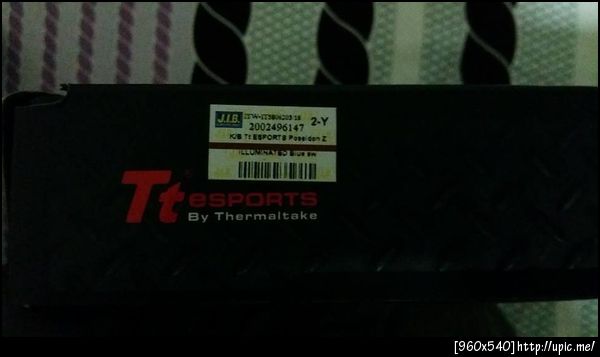 J.I.B.
2-Y
2002496147
K/B Tt ESPORTS Poseidon Z
ILLUMINATED Blue sw
Tt eSPORTS
By Thermaltake
[960x540]http://upic.me/